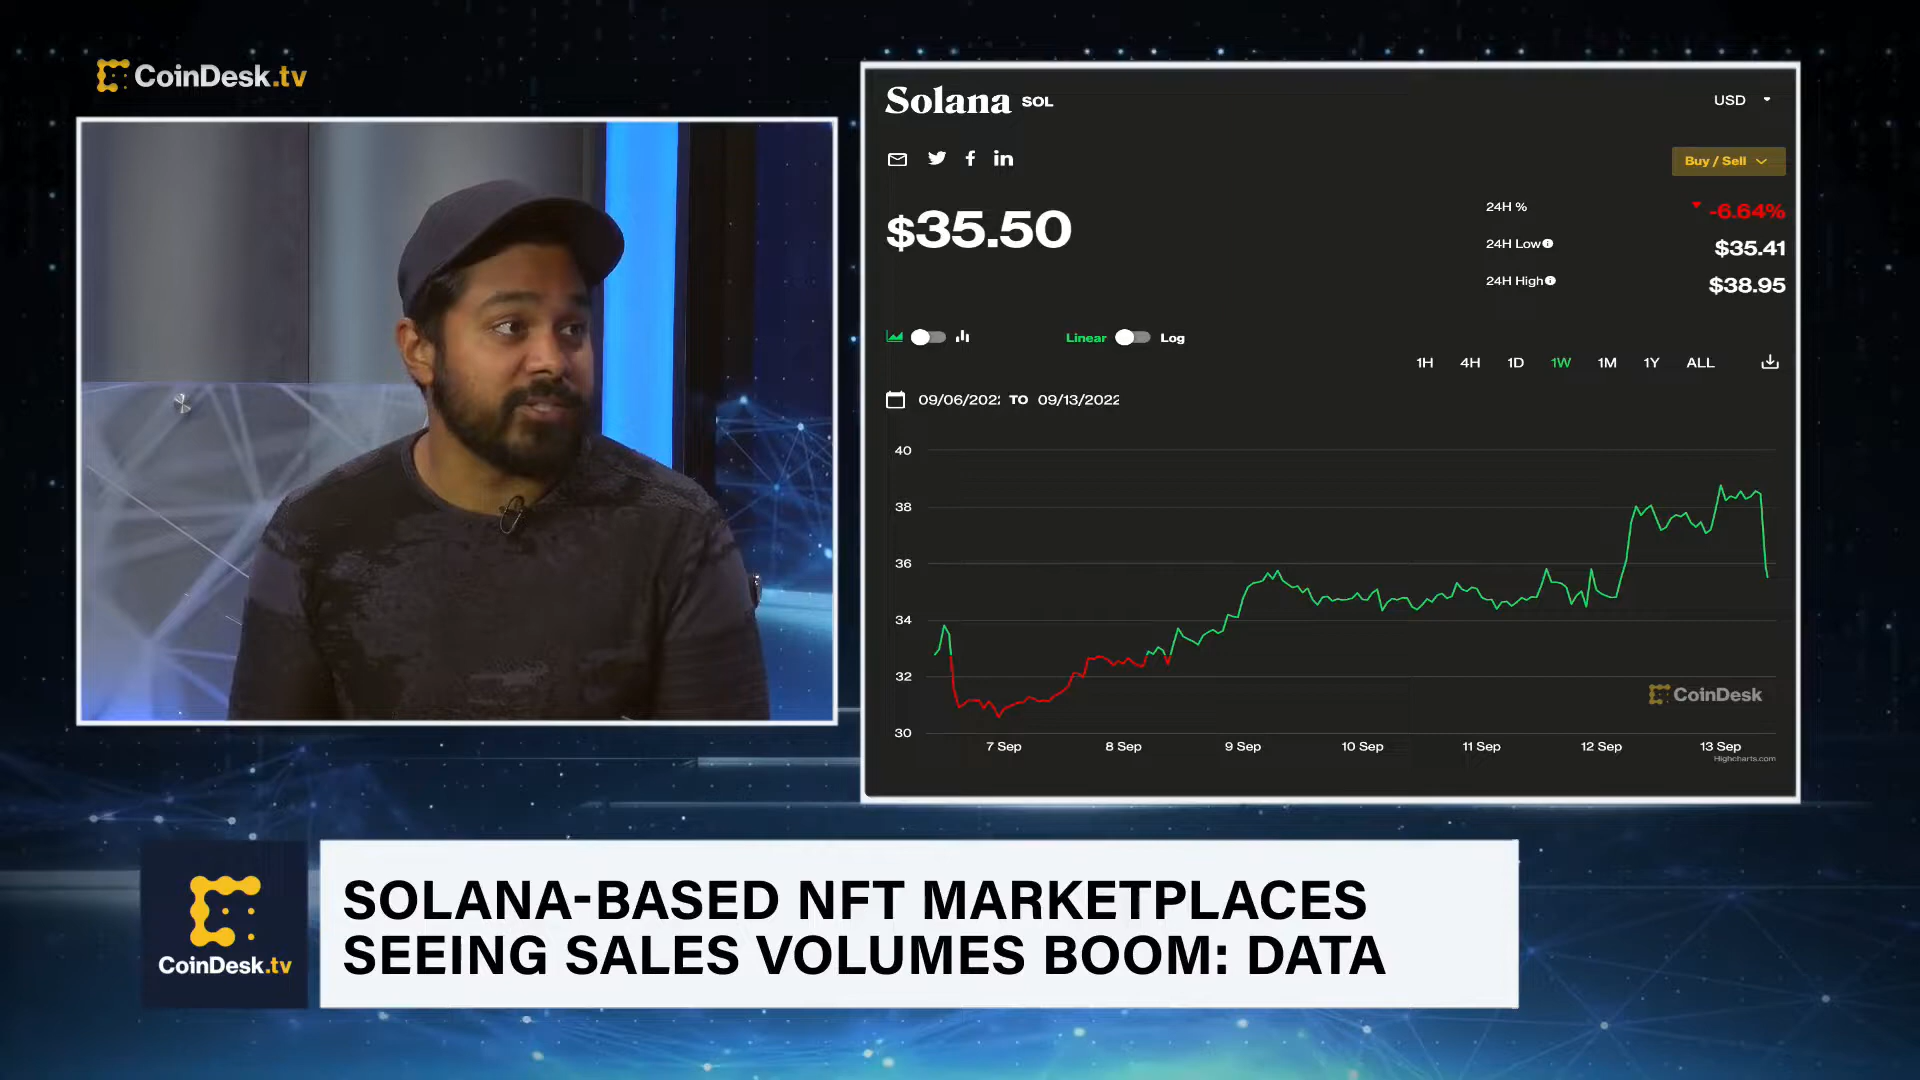 CoinDesk.tv
Solana SOL
USD
Buy / Sell
$35.50
24H % -6.64%
24H Low $35.41
24H High $38.95
Linear Log
1H 4H 1D 1W 1M 1Y ALL
09/06/2022 TO 09/13/2022
40
38
36
34
32
30
CoinDesk
7 Sep 8 Sep 9 Sep 10 Sep 11 Sep 12 Sep 13 Sep
Highcharts.com
SOLANA-BASED NFT MARKETPLACES
SEEING SALES VOLUMES BOOM: DATA
CoinDesk.tv